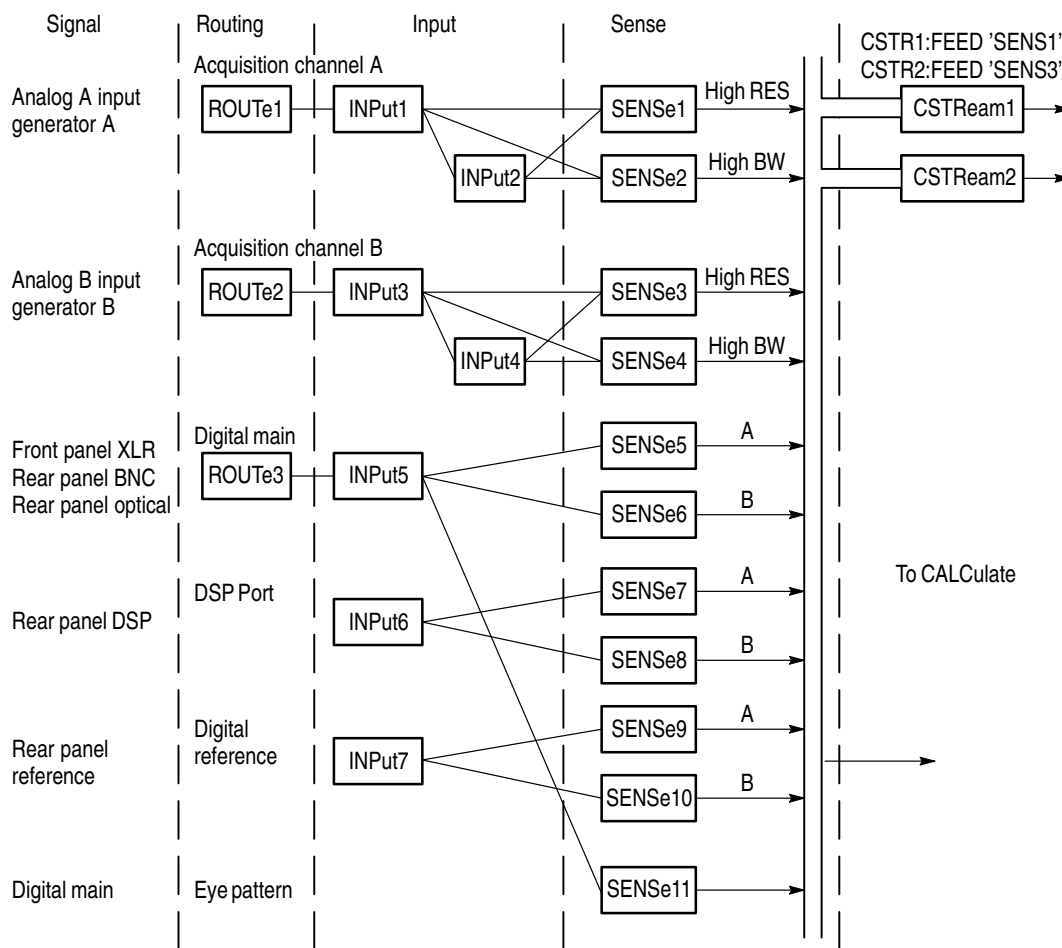 Signal Routing Input Sense
CSTR1:FEED 'SENS1'
CSTR2:FEED 'SENS3'
Acquisition channel A
Analog A input
generator A
ROUTe1 INPut1 SENSe1 High RES CSTReam1
INPut2 SENSe2 High BW CSTReam2
Acquisition channel B
Analog B input
generator B
ROUTe2 INPut3 SENSe3 High RES
INPut4 SENSe4 High BW
Front panel XLR
Rear panel BNC
Rear panel optical
Digital main
ROUTe3 INPut5 SENSe5 A
SENSe6 B
To CALCulate
Rear panel DSP
DSP Port
INPut6 SENSe7 A
SENSe8 B
Rear panel
reference
Digital
reference
INPut7 SENSe9 A
SENSe10 B
Digital main Eye pattern SENSe11